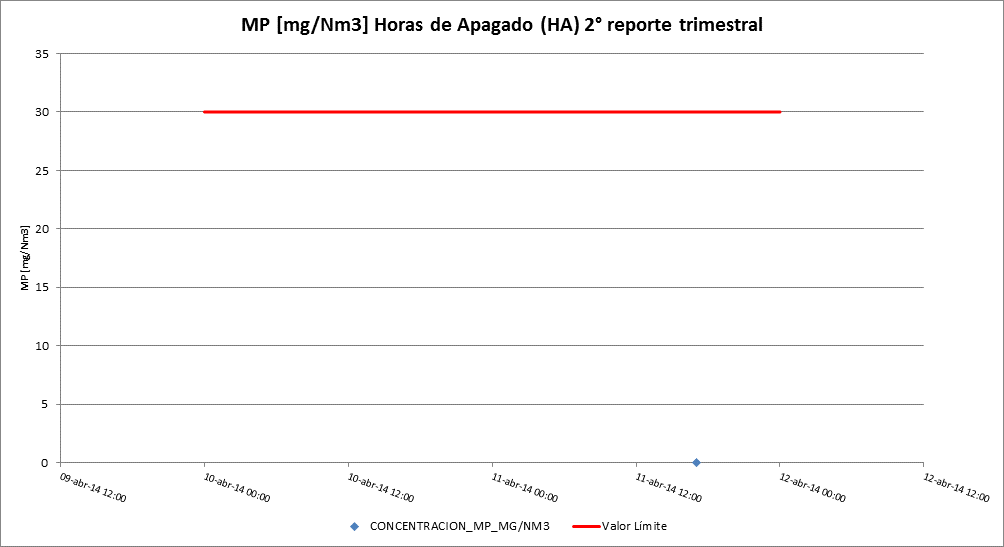 MP [mg/Nm3] Horas de Apagado (HA) 2° reporte trimestral
35
30
25
20
15
10
5
0
MP [mg/Nm3]
09-abr-14 12:00
10-abr-14 00:00
10-abr-14 12:00
11-abr-14 00:00
11-abr-14 12:00
12-abr-14 00:00
12-abr-14 12:00
CONCENTRACION_MP_MG/NM3
Valor Límite